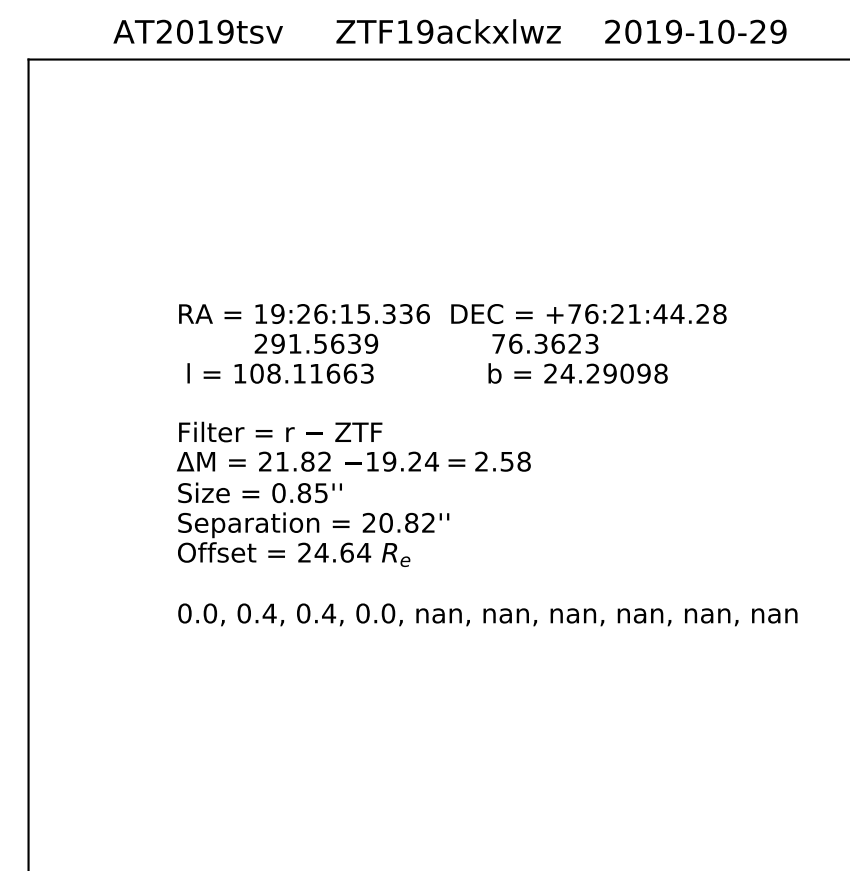 AT2019tsv ZTF19ackxlwz 2019-10-29
RA = 19:26:15.336 DEC = +76:21:44.28
291.5639 76.3623
l = 108.11663 b = 24.29098
Filter = r − ZTF
ΔM = 21.82 −19.24 = 2.58
Size = 0.85''
Separation = 20.82''
Offset = 24.64 Rₑ
0.0, 0.4, 0.4, 0.0, nan, nan, nan, nan, nan, nan